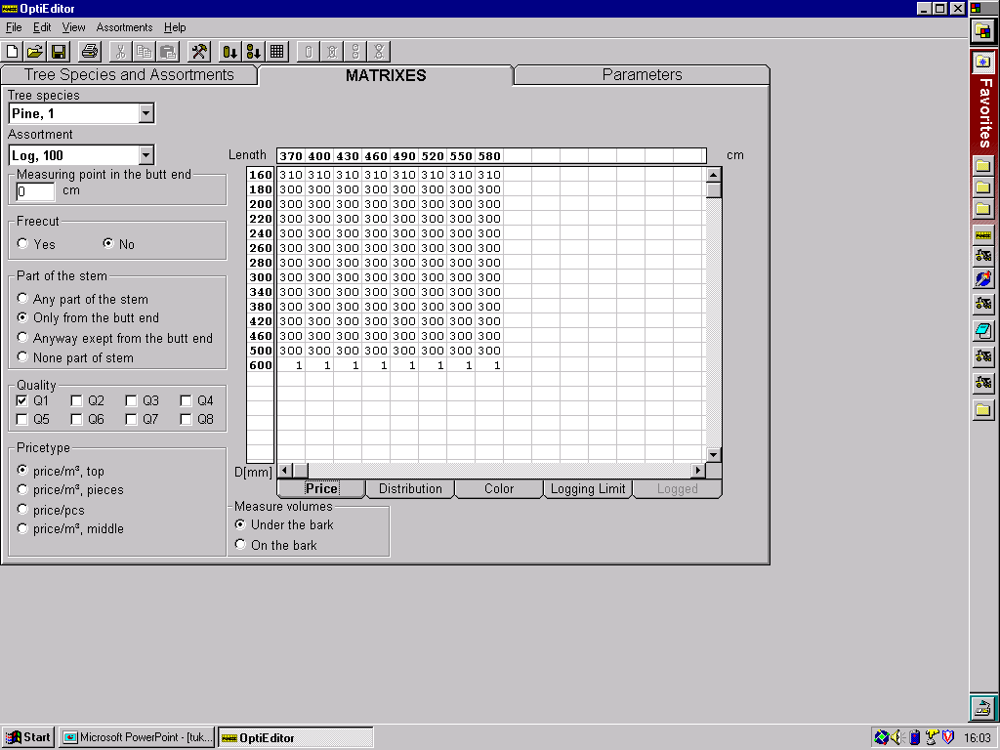 OptiEditor
File Edit View Assortments Help
Tree Species and Assortments MATRIXES Parameters
Tree species
Pine, 1
Assortment
Log, 100
Measuring point in the butt end
0 cm
Freecut
Yes No
Part of the stem
Any part of the stem
Only from the butt end
Anyway exept from the butt end
None part of stem
Quality
Q1 Q2 Q3 Q4
Q5 Q6 Q7 Q8
Pricetype
price/m³, top
price/m³, pieces
price/pcs
price/m³, middle
Length 370 400 430 460 490 520 550 580 cm
160 310 310 310 310 310 310 310 310
180 300 300 300 300 300 300 300 300
200 300 300 300 300 300 300 300 300
220 300 300 300 300 300 300 300 300
240 300 300 300 300 300 300 300 300
260 300 300 300 300 300 300 300 300
280 300 300 300 300 300 300 300 300
300 300 300 300 300 300 300 300 300
340 300 300 300 300 300 300 300 300
380 300 300 300 300 300 300 300 300
420 300 300 300 300 300 300 300 300
460 300 300 300 300 300 300 300 300
500 300 300 300 300 300 300 300 300
600 1 1 1 1 1 1 1 1
D[mm]
Price Distribution Color Logging Limit Logged
Measure volumes
Under the bark
On the bark
Favorites
Start Microsoft PowerPoint - [tuk... OptiEditor 16:03